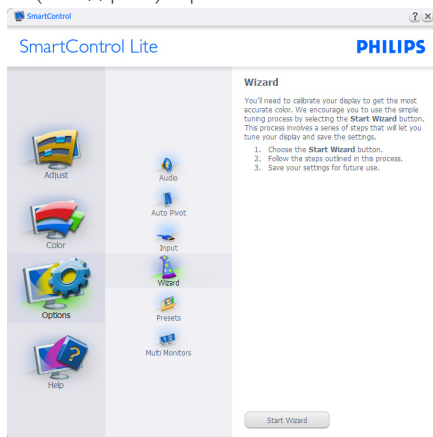 SmartControl
SmartControl Lite
PHILIPS
Adjust
Color
Options
Help
Audio
Auto Pivot
Input
Wizard
Presets
Multi Monitors
Wizard
You'll need to calibrate your display to get the most
accurate color. We encourage you to use the simple
tuning process by selecting the Start Wizard button.
This process involves a series of steps that will let you
tune your display and save the settings.
1. Choose the Start Wizard button.
2. Follow the steps outlined in this process.
3. Save your settings for future use.
Start Wizard